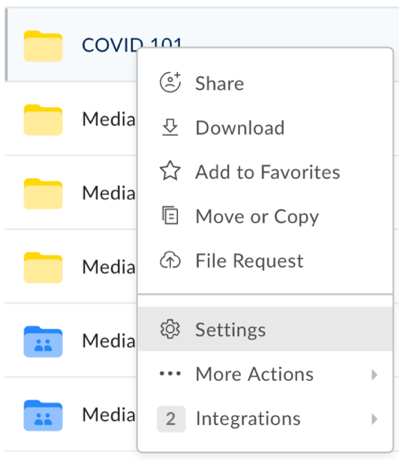 COVID 101
Share
Media
Download
Add to Favorites
Media
Move or Copy
Media
File Request
Media
Settings
More Actions
Media
2 Integrations